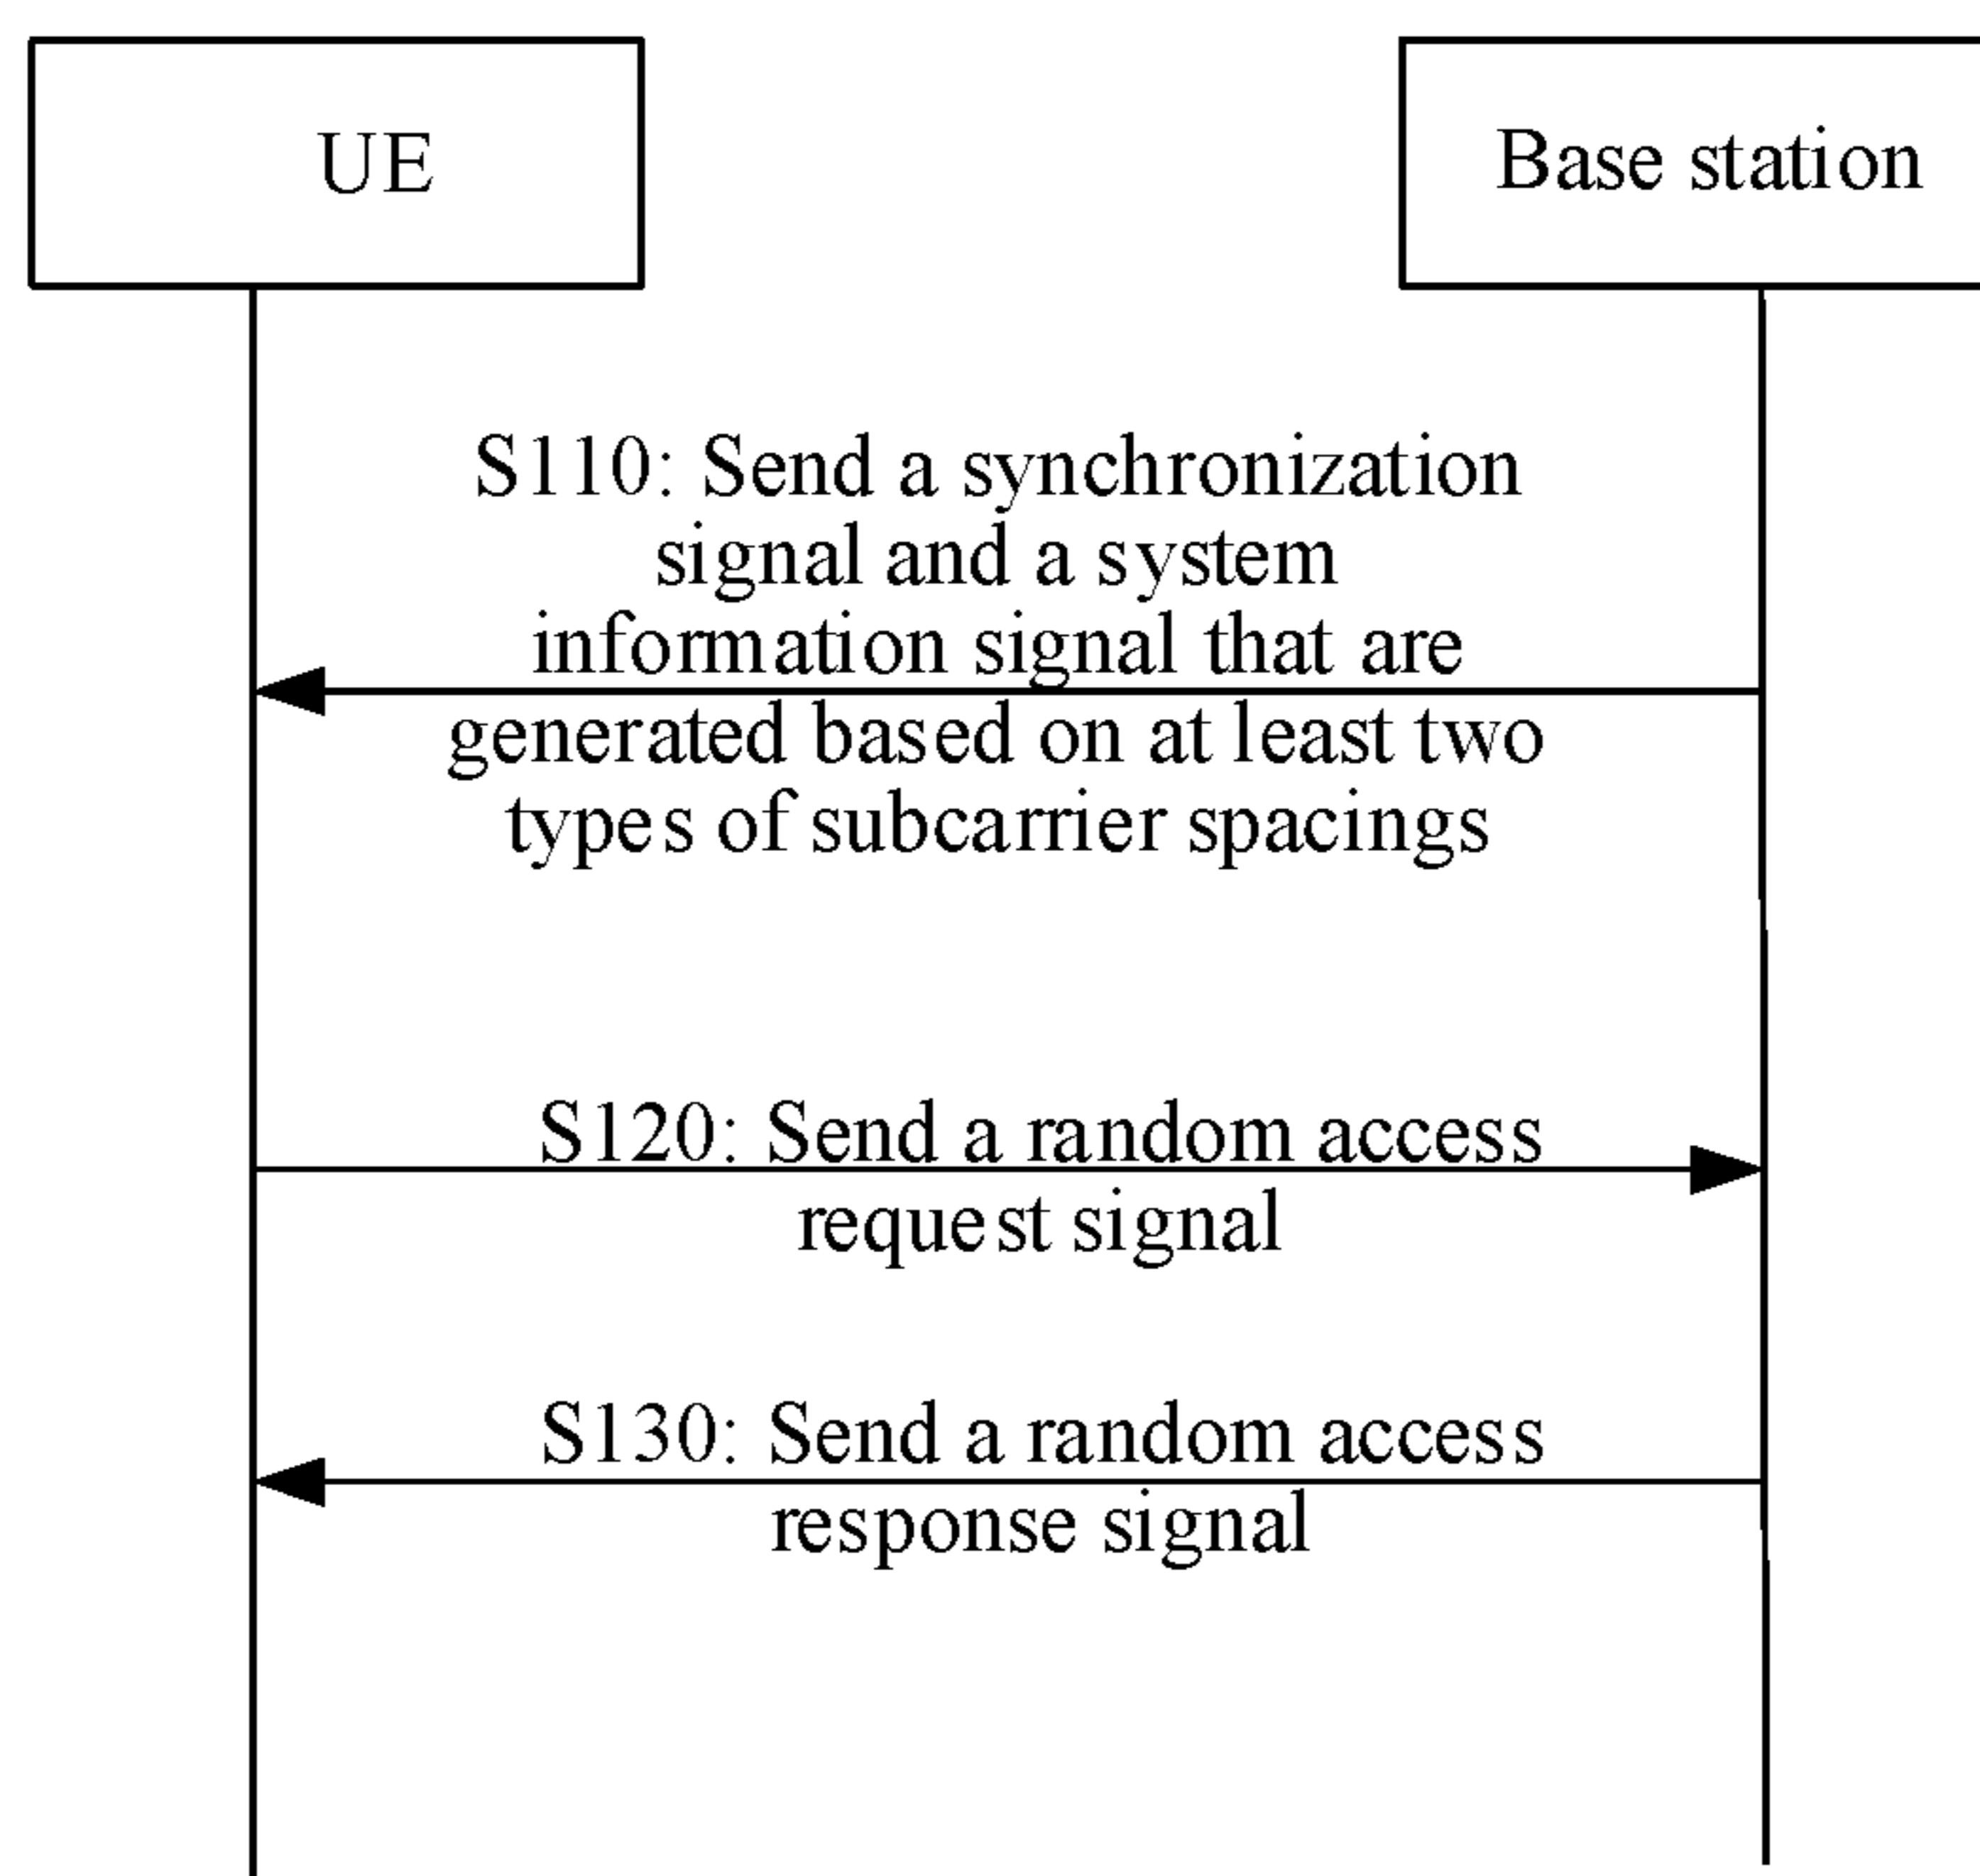 UE
Base station
S110: Send a synchronization
signal and a system
information signal that are
generated based on at least two
types of subcarrier spacings
S120: Send a random access
request signal
S130: Send a random access
response signal